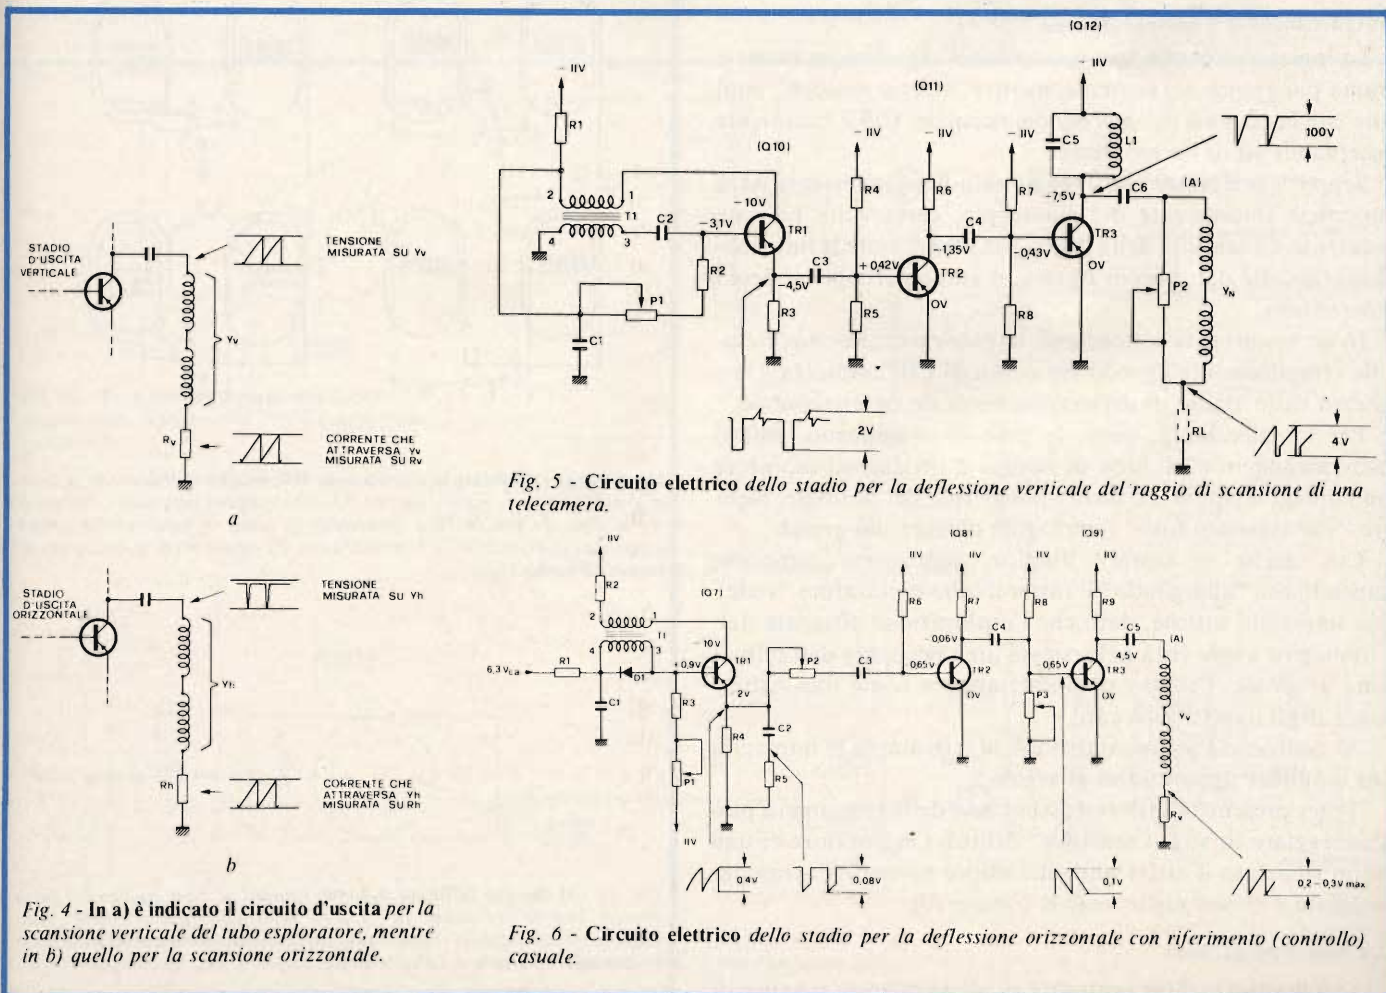 STADIO
D'USCITA
VERTICALE
TENSIONE
MISURATA SU Yv
Yv
Rv
CORRENTE CHE
ATTRAVERSA Yv
MISURATA SU Rv
a
STADIO
D'USCITA
ORIZZONTALE
TENSIONE
MISURATA SU Yh
Yh
Rh
CORRENTE CHE
ATTRAVERSA Yh
MISURATA SU Rh
b
Fig. 4 - In a) è indicato il circuito d'uscita per la
scansione verticale del tubo esploratore, mentre
in b) quello per la scansione orizzontale.
(Q12)
- 11V
(Q11)
- 11V
R1
(Q10)
- 11V
- 11V
- 11V
C5
L1
100V
2
1
T1
4
3
C2
-3,1V
-10V
TR1
R4
R6
R7
-7,5V
C6
(A)
C4
TR3
R2
C3
+0,42V
-1,35V
-0,43V
TR2
-4,5V
P1
C1
R3
R5
0V
R8
0V
P2
YN
RL
2V
4V
Fig. 5 - Circuito elettrico dello stadio per la deflessione verticale del raggio di scansione di una
telecamera.
11V
(Q8)
(Q9)
R2
(Q7)
11V
11V
11V
11V
2
1
T1
4
3
R6
R7
R8
R9
-10V
C4
C5
(A)
R1
6,3Vca
D1
0,9V
TR1
P2
C3
-0,06V
0,65V
TR2
0,65V
4,5V
TR3
C1
R3
2V
C2
0V
P3
0V
Yv
P1
R4
R5
Rv
11V
0,4V
0,08V
0,1V
0,2-0,3V max
Fig. 6 - Circuito elettrico dello stadio per la deflessione orizzontale con riferimento (controllo)
casuale.